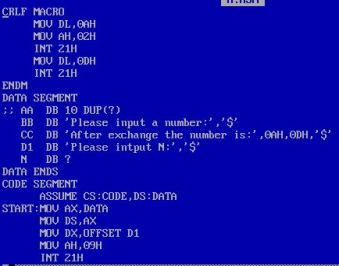 CRLF MACRO
MOV DL,0AH
MOV AH,02H
INT 21H
MOV DL,0DH
INT 21H
ENDM
DATA SEGMENT
;; AA DB 10 DUP(?)
BB DB 'Please input a number:','$'
CC DB 'After exchange the number is:',0AH,0DH,'$'
D1 DB 'Please intput N:','$'
N DB ?
DATA ENDS
CODE SEGMENT
ASSUME CS:CODE,DS:DATA
START:MOV AX,DATA
MOV DS,AX
MOV DX,OFFSET D1
MOV AH,09H
INT 21H